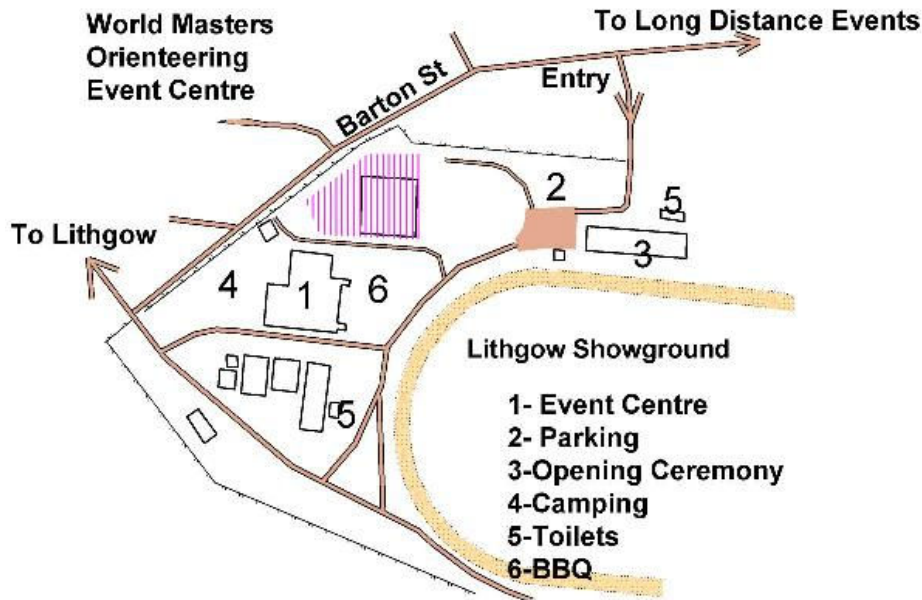 World Masters
Orienteering
Event Centre
To Long Distance Events
Entry
Barton St
To Lithgow
2
5
3
4
1
6
5
Lithgow Showground
1- Event Centre
2- Parking
3-Opening Ceremony
4-Camping
5-Toilets
6-BBQ